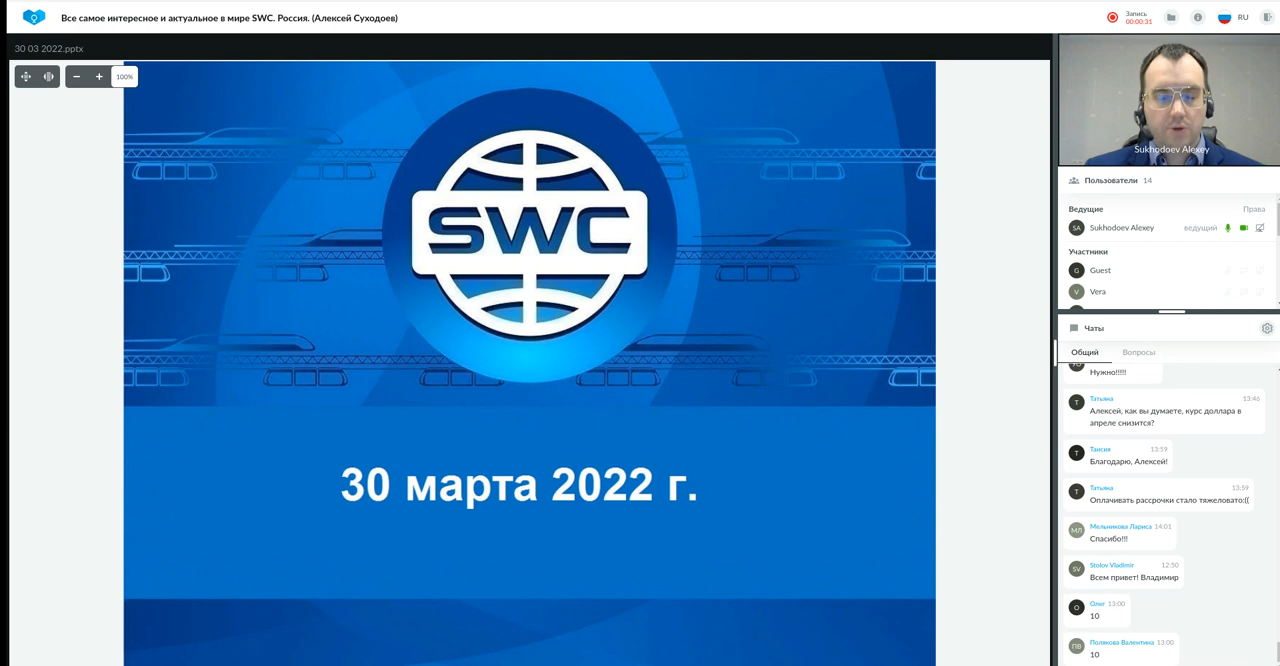 Все самое интересное и актуальное в мире SWC. Россия. (Алексей Суходоев)
Запись
00:00:31
RU
30 03 2022.pptx
100%
SWC
30 марта 2022 г.
Sukhodoev Alexey
Пользователи 14
Ведущие Права
SA Sukhodoev Alexey ведущий
Участники
G Guest
V Vera
Чаты
Общий Вопросы
Нужно!!!!!
Т Татьяна 13:46
Алексей, как вы думаете, курс доллара в
апреле снизится?
Т Таисия 13:59
Благодарю, Алексей!
Т Татьяна 13:59
Оплачивать рассрочки стало тяжеловато:((
МЛ Мельникова Лариса 14:01
Спасибо!!!
SV Stolov Vladimir 12:50
Всем привет! Владимир
О Олег 13:00
10
ПВ Полякова Валентина 13:00
10